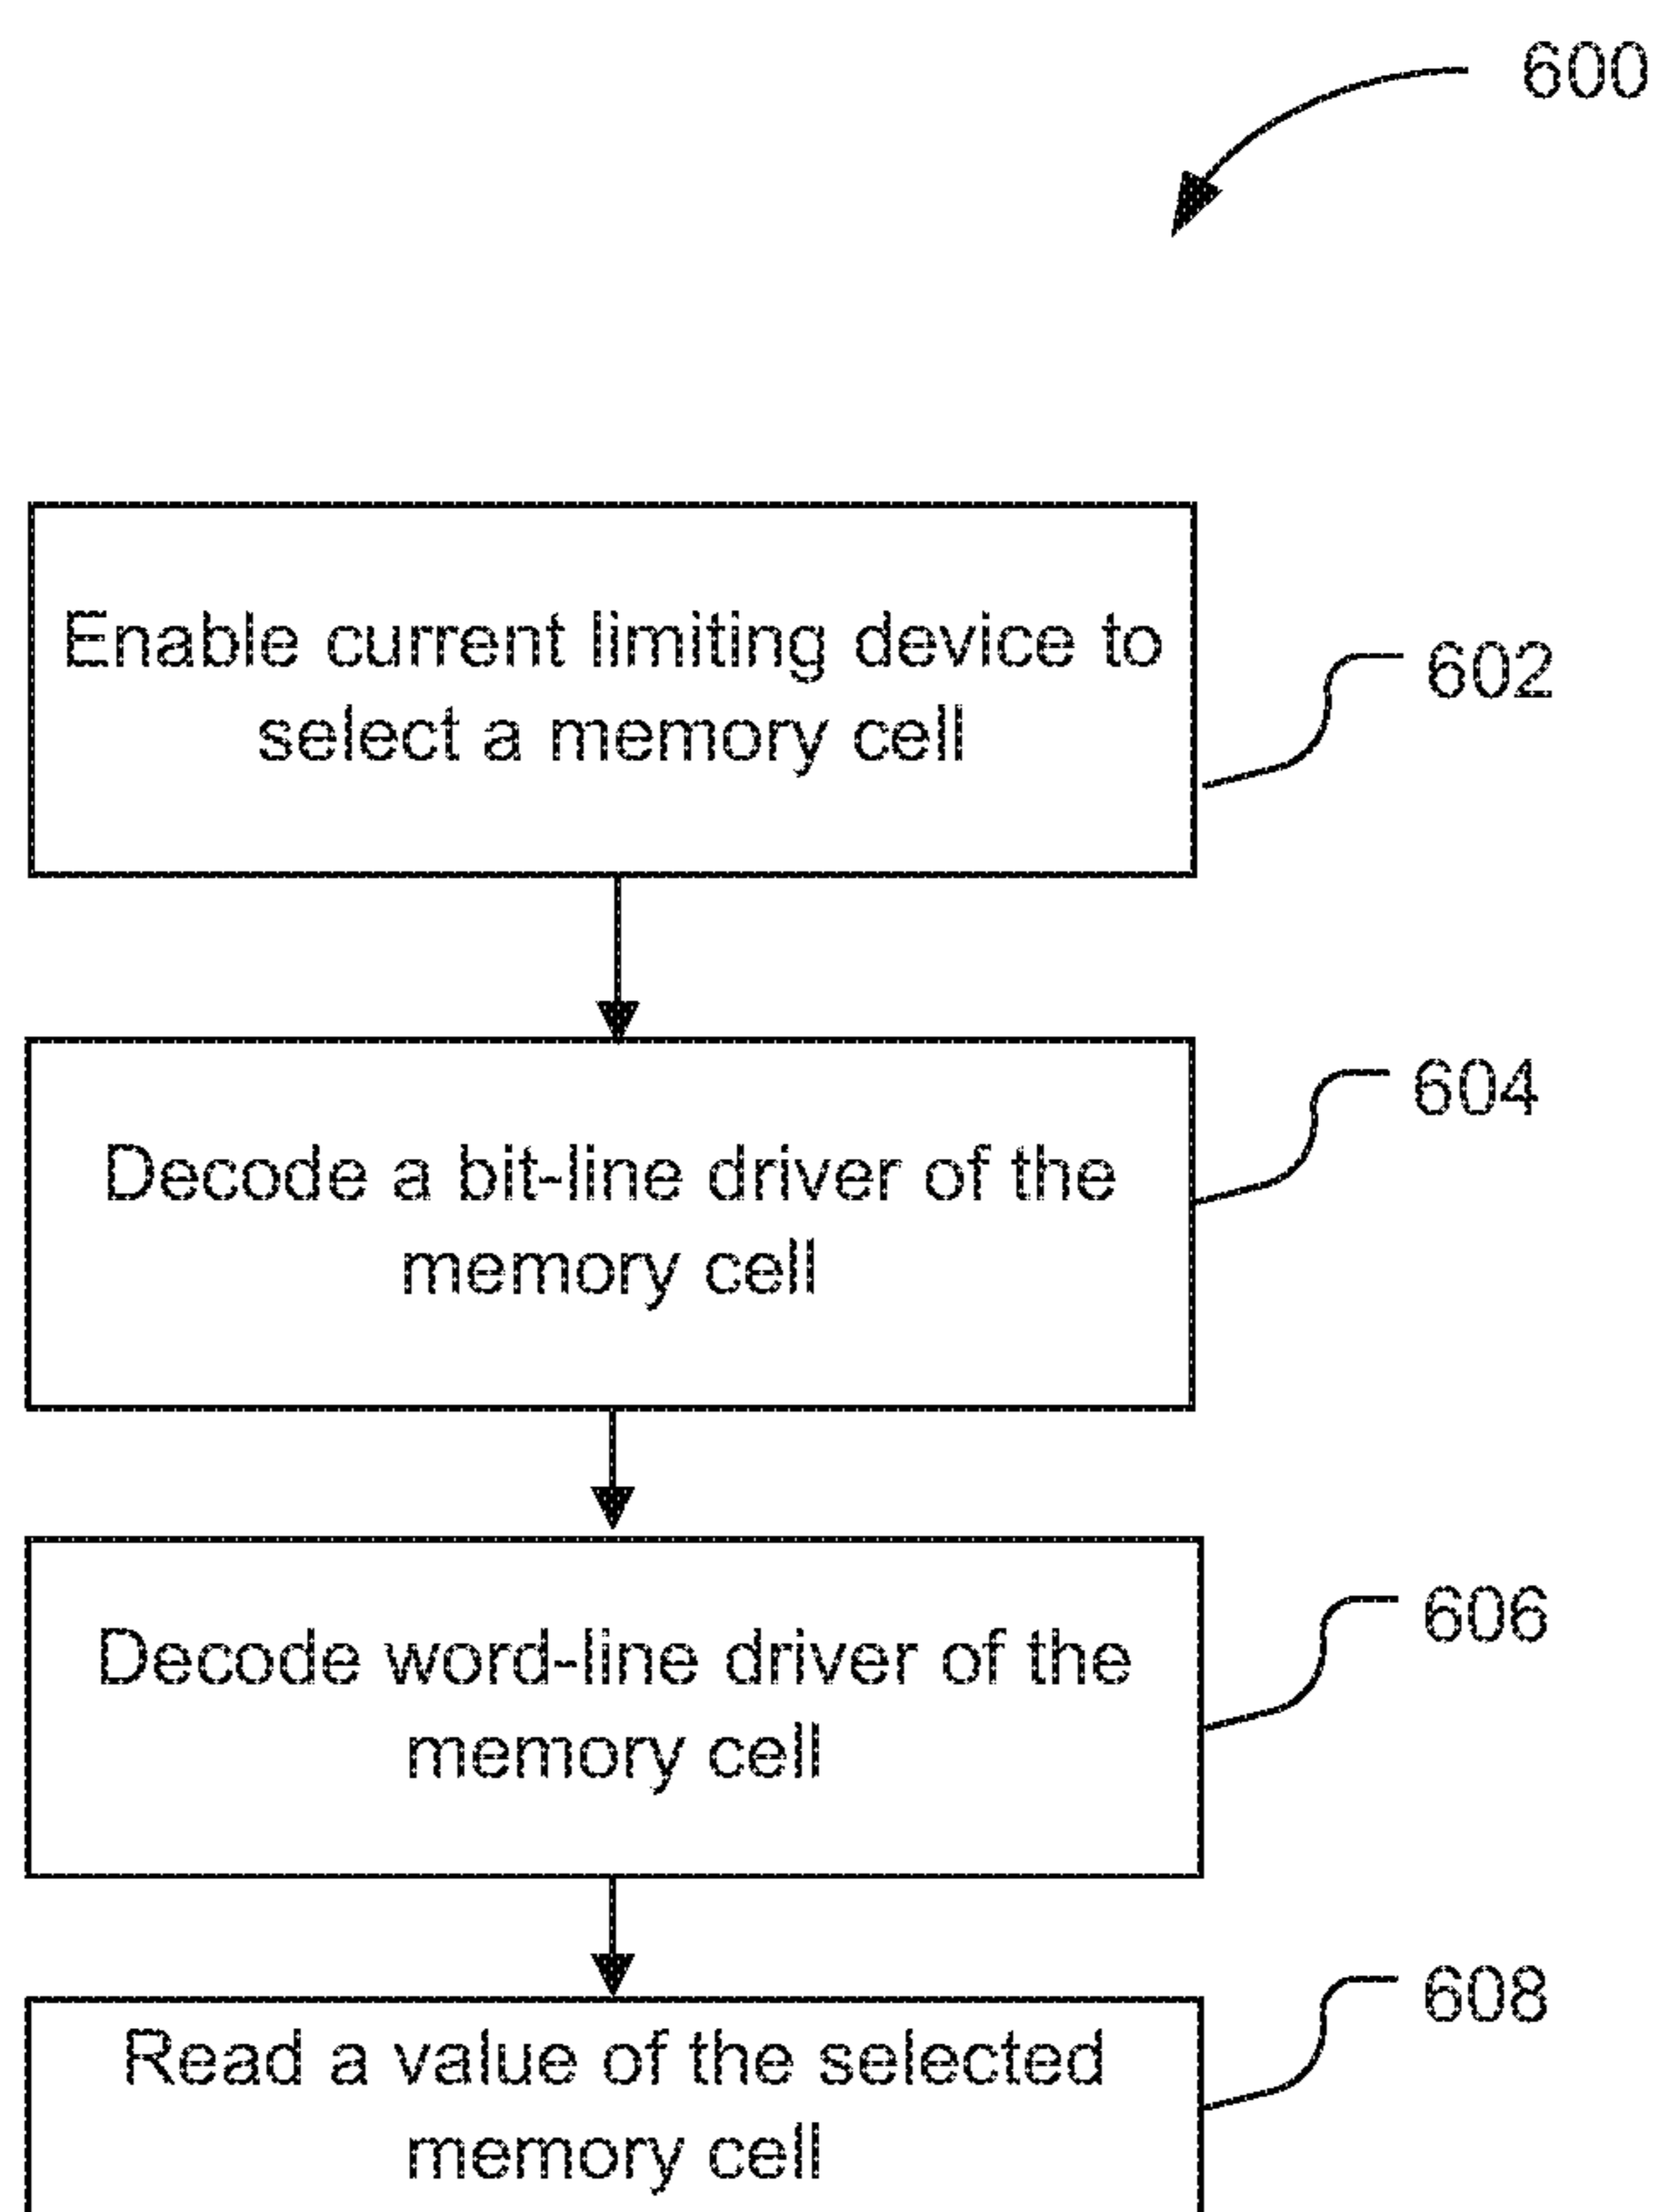 600
Enable current limiting device to
select a memory cell
602
Decode a bit-line driver of the
memory cell
604
Decode word-line driver of the
memory cell
606
Read a value of the selected
memory cell
608